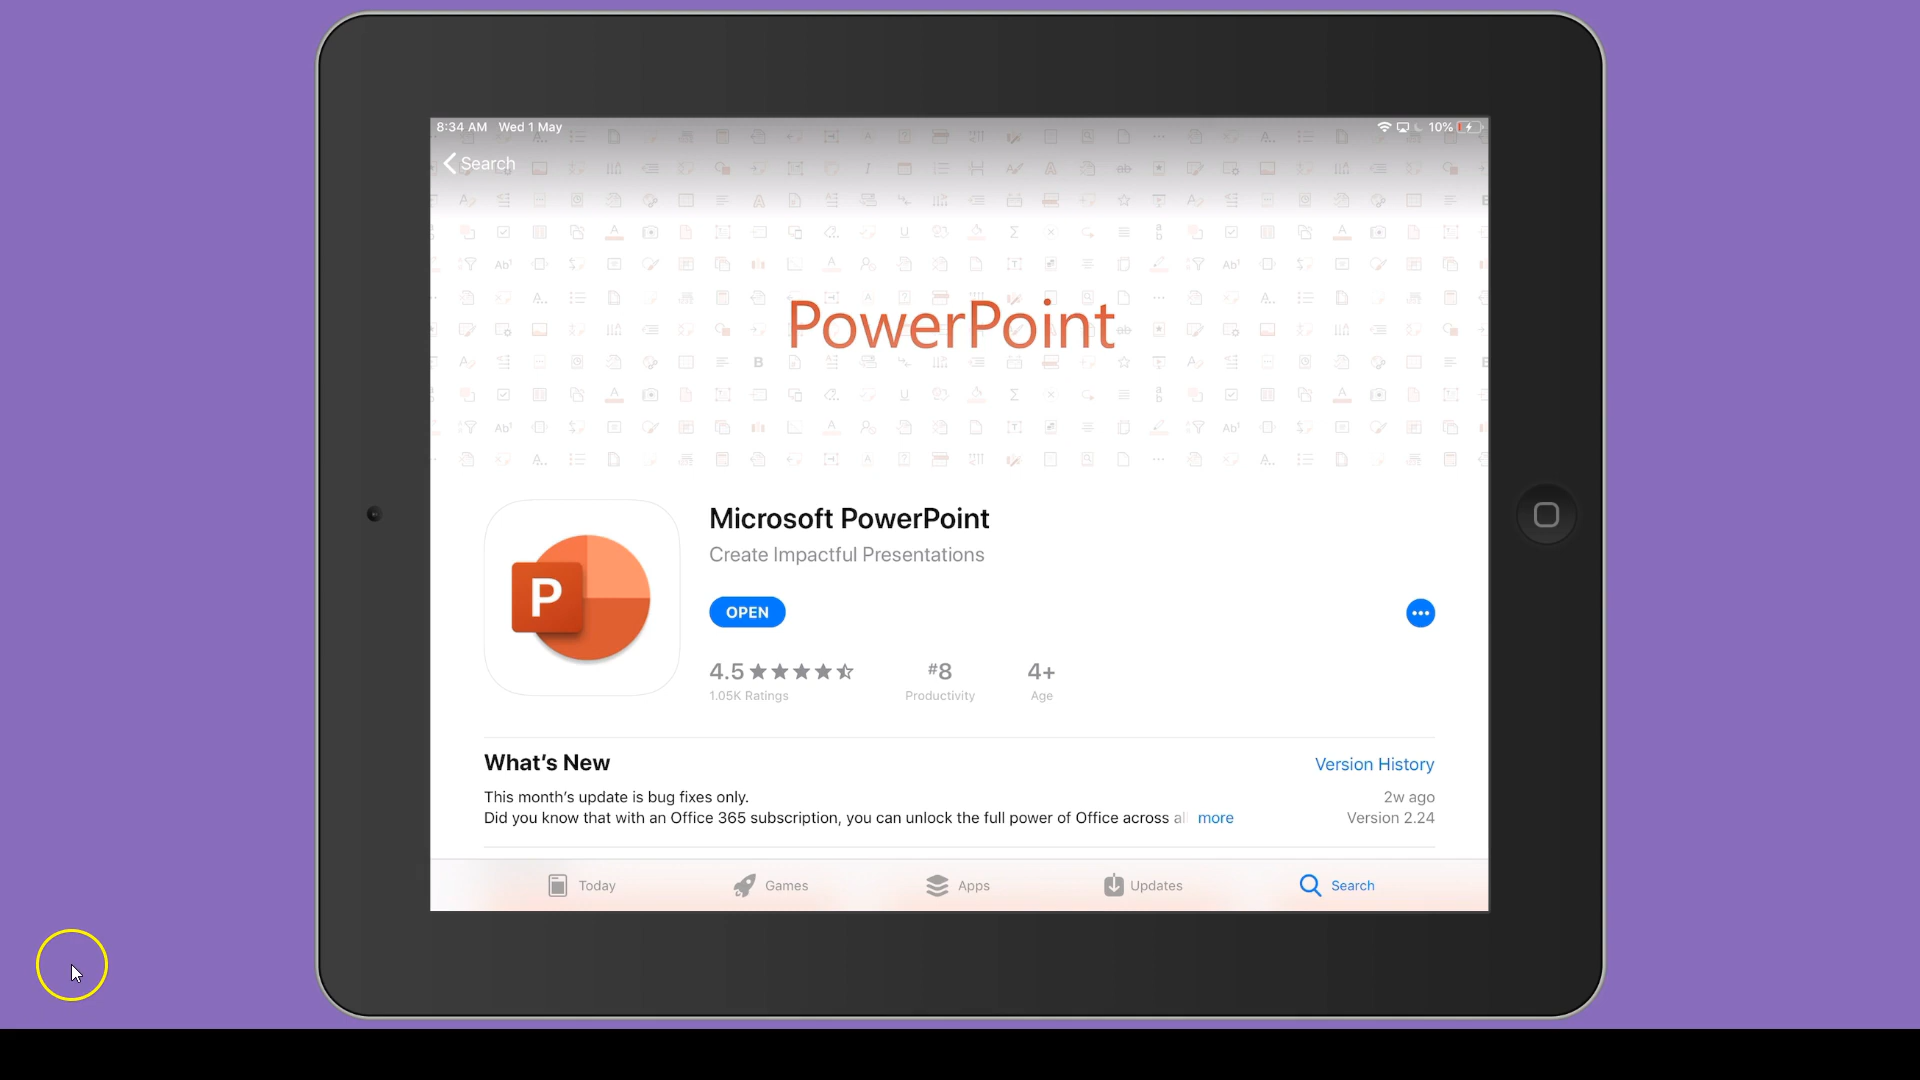 8:34 AM Wed 1 May
10%
Search
PowerPoint
P
Microsoft PowerPoint
Create Impactful Presentations
OPEN
4.5
#8
4+
1.05K Ratings
Productivity
Age
What's New
Version History
This month's update is bug fixes only.
2w ago
Did you know that with an Office 365 subscription, you can unlock the full power of Office across al more
Version 2.24
Today
Games
Apps
Updates
Search